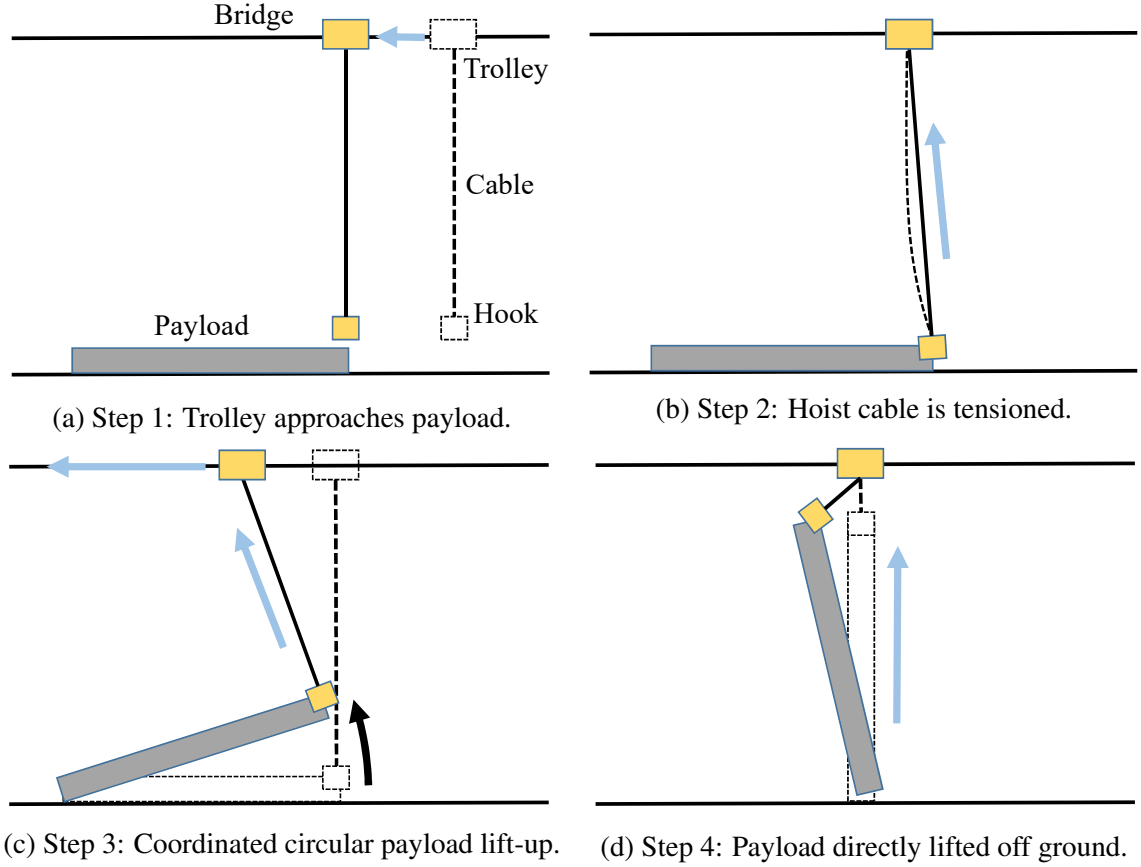 Bridge
Trolley
Cable
Hook
Payload
(a) Step 1: Trolley approaches payload.
(b) Step 2: Hoist cable is tensioned.
(c) Step 3: Coordinated circular payload lift-up.
(d) Step 4: Payload directly lifted off ground.